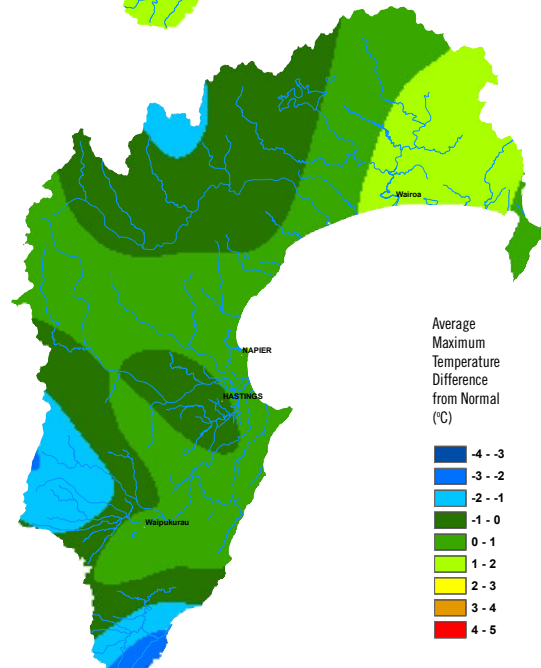 Wairoa
NAPIER
HASTINGS
Waipukurau
Average
Maximum
Temperature
Difference
from Normal
(ºC)
-4 - -3
-3 - -2
-2 - -1
-1 - 0
0 - 1
1 - 2
2 - 3
3 - 4
4 - 5